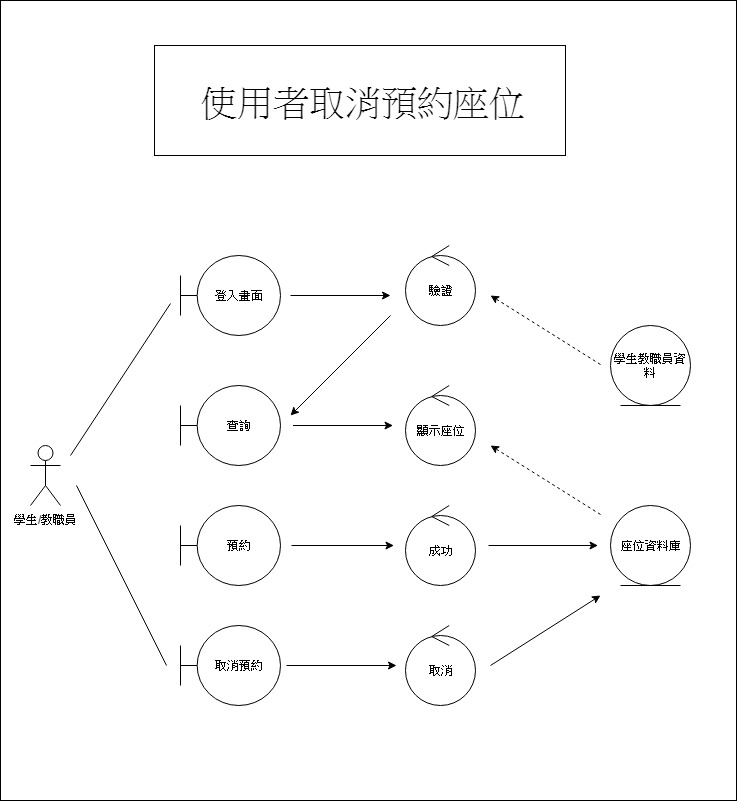 使用者取消預約座位
登入畫面
驗證
學生教職員資
料
查詢
顯示座位
學生/教職員
預約
成功
座位資料庫
取消預約
取消